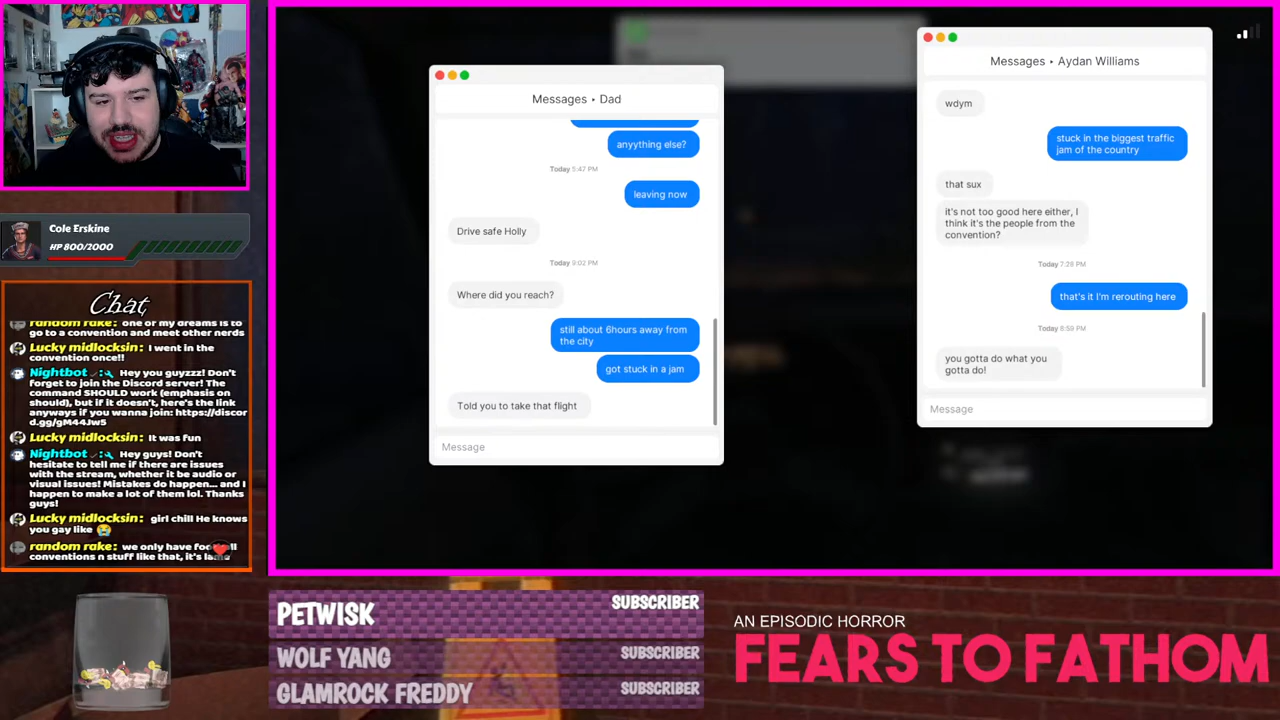 Cole Erskine
HP 800/2000
Chat
random rake: one of my dreams is to
go to a convention and meet other nerds
Lucky midlocksin: I went in the
convention once!!
Nightbot: Hey you guyzzz! Don't
forget to join the Discord server! The
command SHOULD work (emphasis on
should), but if it doesn't, here's the link
anyways if you wanna join: https://discor
d.gg/gM44Jw5
Lucky midlocksin: It was fun
Nightbot: Hey guys! Don't
hesitate to tell me if there are issues
with the stream, whether it be audio or
visual issues! Mistakes do happen... and I
happen to make a lot of them lol. Thanks
guys!
Lucky midlocksin: girl chill He knows
you gay like
random rake: we only have
conventions n stuff like that, it's
Messages • Dad
anyything else?
Today 5:47 PM
leaving now
Drive safe Holly
Today 9:02 PM
Where did you reach?
still about 6hours away from
the city
got stuck in a jam
Told you to take that flight
Message
Messages • Aydan Williams
wdym
stuck in the biggest traffic
jam of the country
that sux
it's not too good here either, I
think it's the people from the
convention?
Today 7:28 PM
that's it I'm rerouting here
Today 8:59 PM
you gotta do what you
gotta do!
Message
PETWISK SUBSCRIBER
WOLF YANG SUBSCRIBER
GLAMROCK FREDDY SUBSCRIBER
AN EPISODIC HORROR
FEARS TO FATHOM